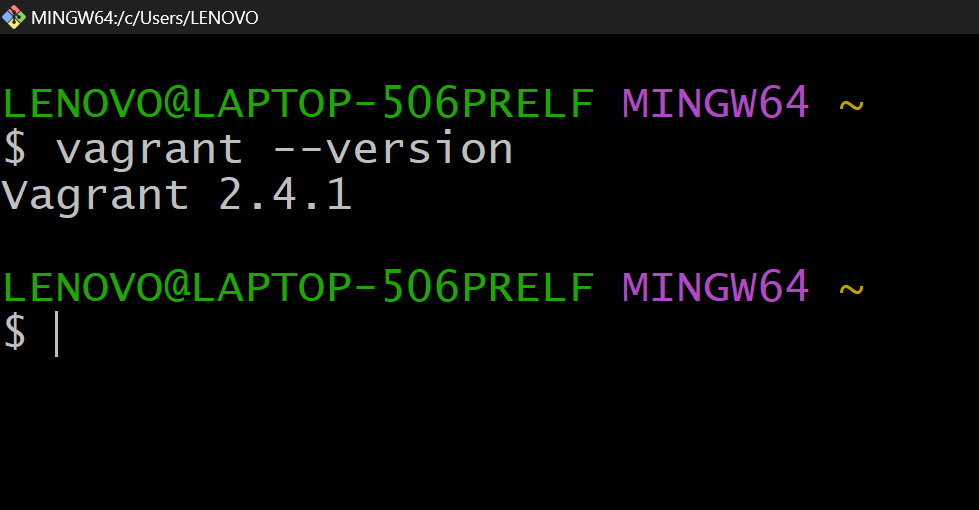 MINGW64:/c/Users/LENOVO
LENOVO@LAPTOP-506PRELF MINGW64 ~
$ vagrant --version
Vagrant 2.4.1
LENOVO@LAPTOP-506PRELF MINGW64 ~
$